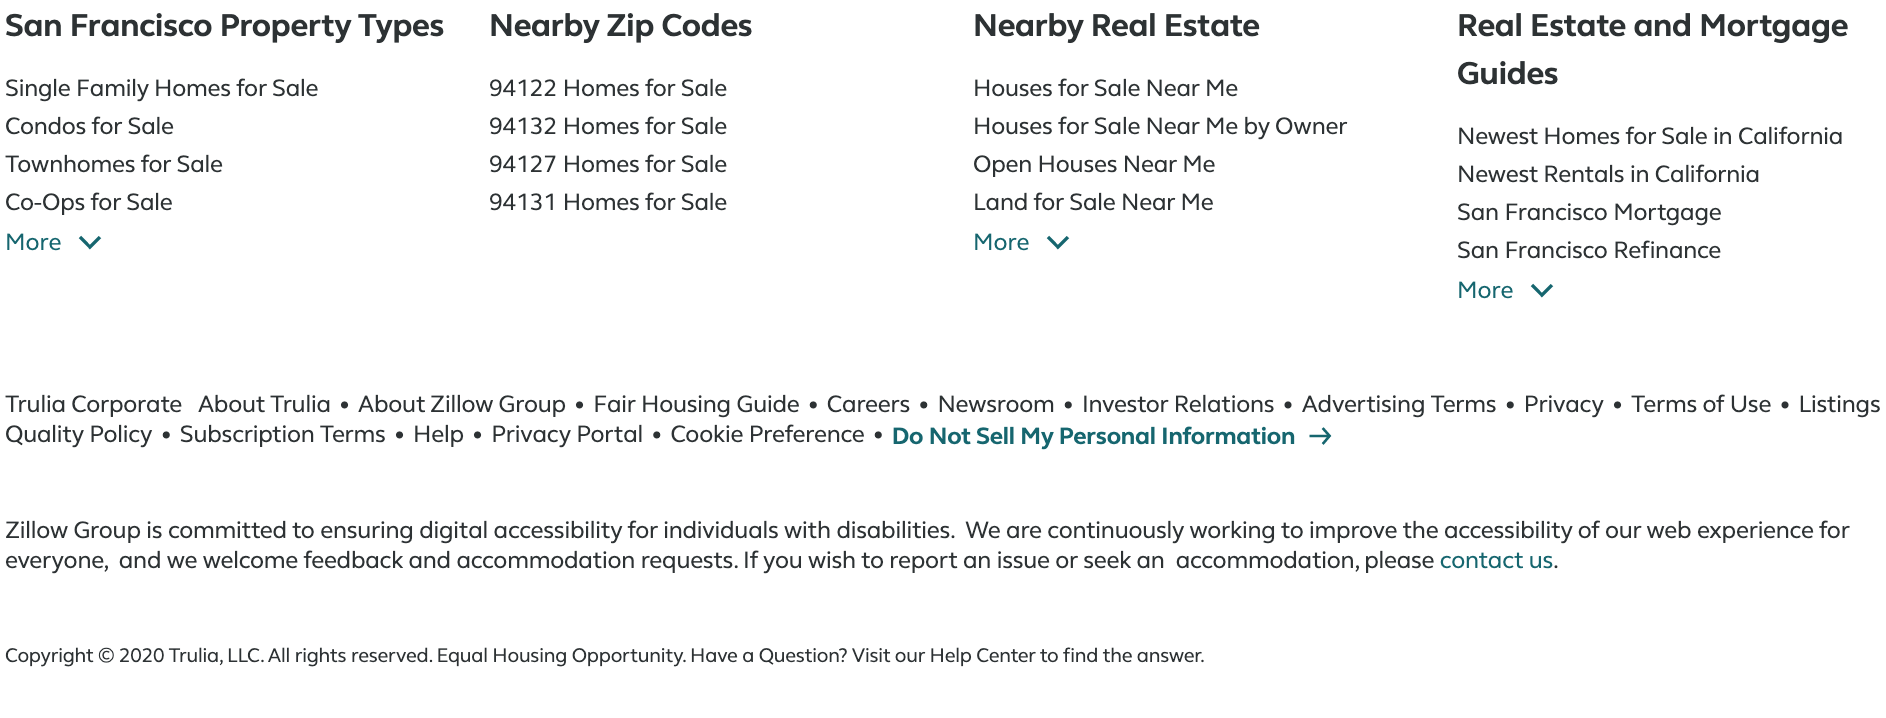 San Francisco Property Types
Single Family Homes for Sale
Condos for Sale
Townhomes for Sale
Co-Ops for Sale
More
Nearby Zip Codes
94122 Homes for Sale
94132 Homes for Sale
94127 Homes for Sale
94131 Homes for Sale
Nearby Real Estate
Houses for Sale Near Me
Houses for Sale Near Me by Owner
Open Houses Near Me
Land for Sale Near Me
More
Real Estate and Mortgage
Guides
Newest Homes for Sale in California
Newest Rentals in California
San Francisco Mortgage
San Francisco Refinance
More
Trulia Corporate About Trulia • About Zillow Group • Fair Housing Guide • Careers • Newsroom • Investor Relations • Advertising Terms • Privacy • Terms of Use • Listings
Quality Policy • Subscription Terms • Help • Privacy Portal • Cookie Preference • Do Not Sell My Personal Information →
Zillow Group is committed to ensuring digital accessibility for individuals with disabilities. We are continuously working to improve the accessibility of our web experience for
everyone, and we welcome feedback and accommodation requests. If you wish to report an issue or seek an accommodation, please contact us.
Copyright © 2020 Trulia, LLC. All rights reserved. Equal Housing Opportunity. Have a Question? Visit our Help Center to find the answer.